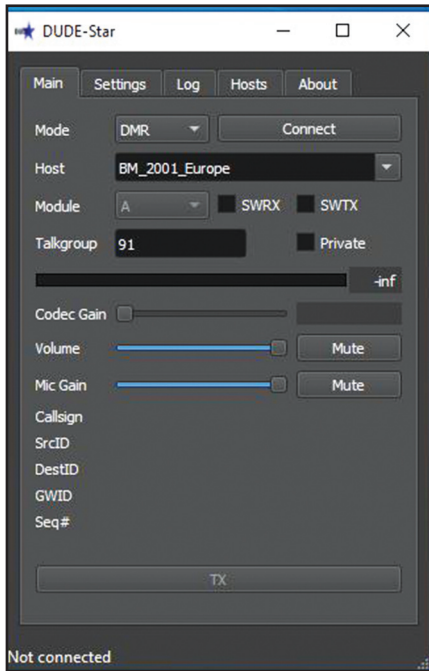 DUDE-Star
Main Settings Log Hosts About
Mode DMR Connect
Host BM_2001_Europe
Module A SWRX SWTX
Talkgroup 91 Private
-inf
Codec Gain
Volume Mute
Mic Gain Mute
Callsign
SrcID
DestID
GWID
Seq#
TX
Not connected